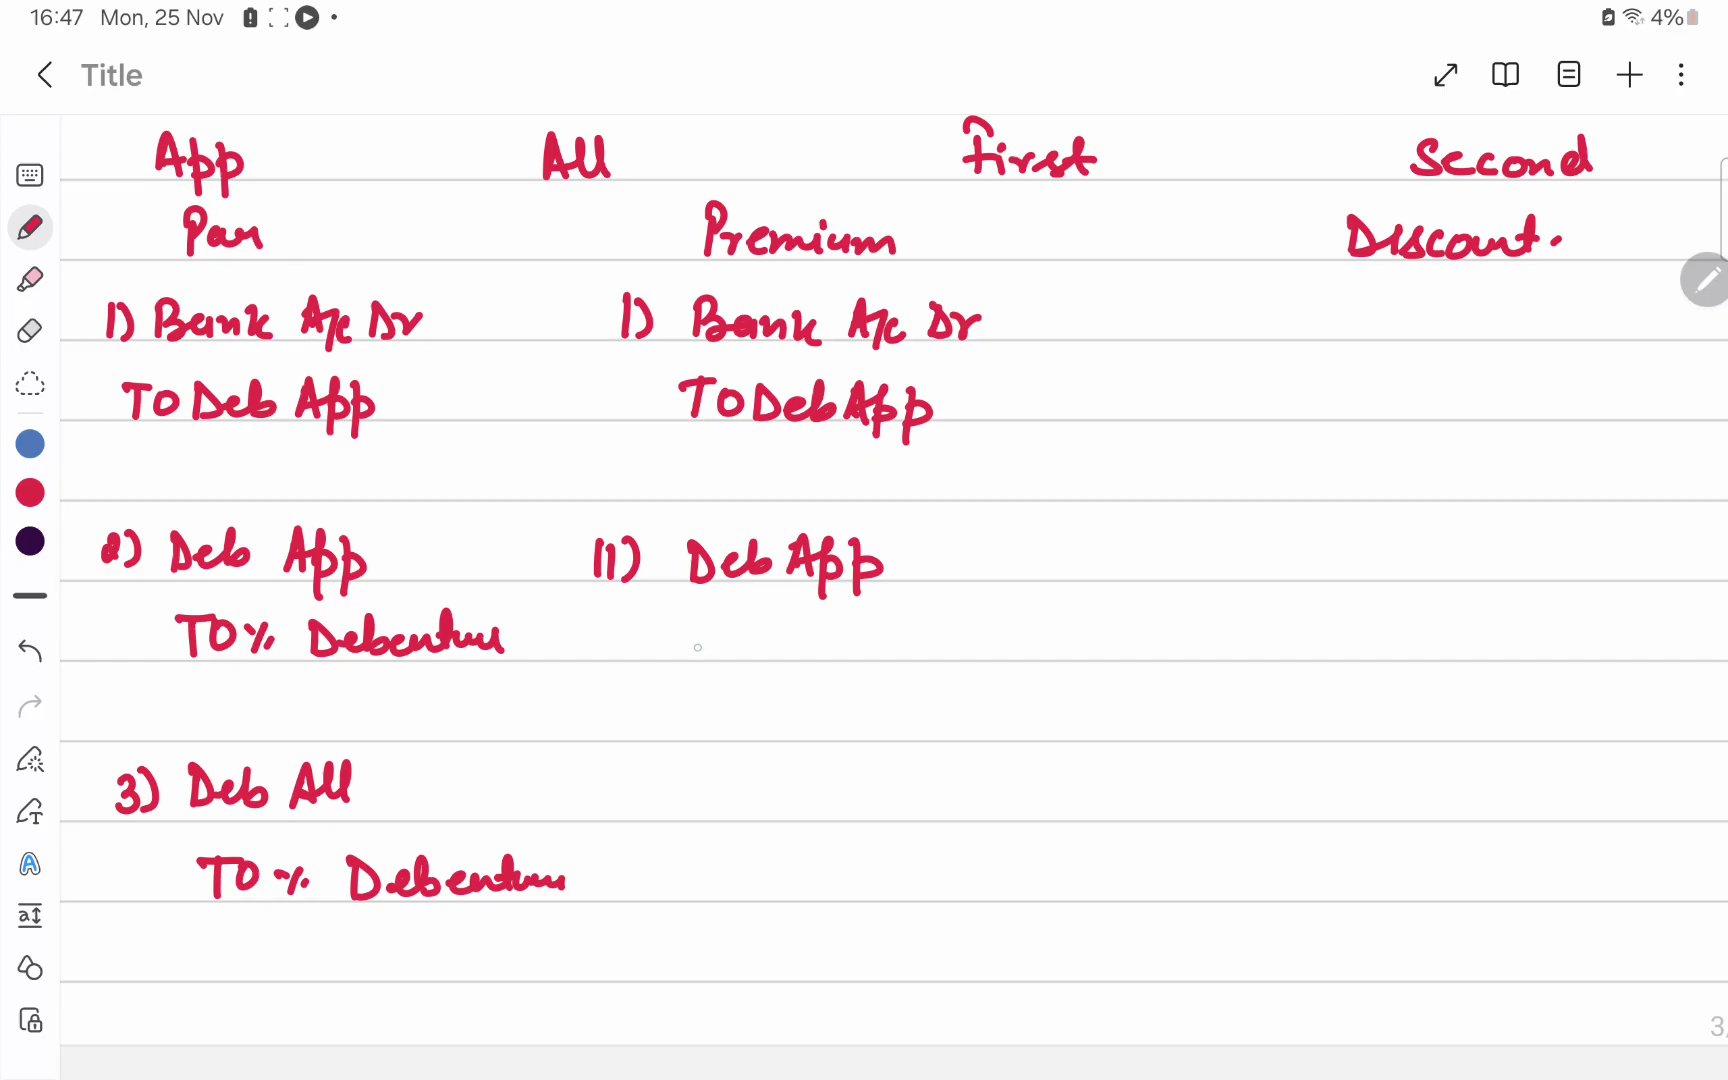 16:47 Mon, 25 Nov 4%
Title
App All First Second
Par Premium Discount.
1) Bank A/c Dr 1) Bank A/c Dr
TO Deb App TO Deb App
2) Deb App 11) Deb App
TO % Debenture
3) Deb All
TO % Debenture